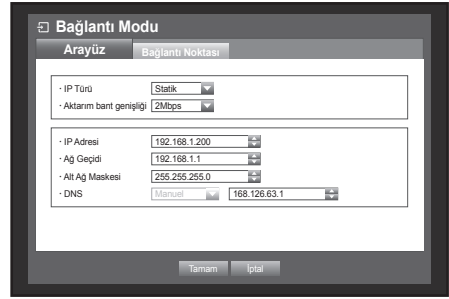 Bağlantı Modu
Arayüz Bağlantı Noktası
· IP Türü Statik
· Aktarım bant genişliği 2Mbps
· IP Adresi 192.168.1.200
· Ağ Geçidi 192.168.1.1
· Alt Ağ Maskesi 255.255.255.0
· DNS Manuel 168.126.63.1
Tamam İptal